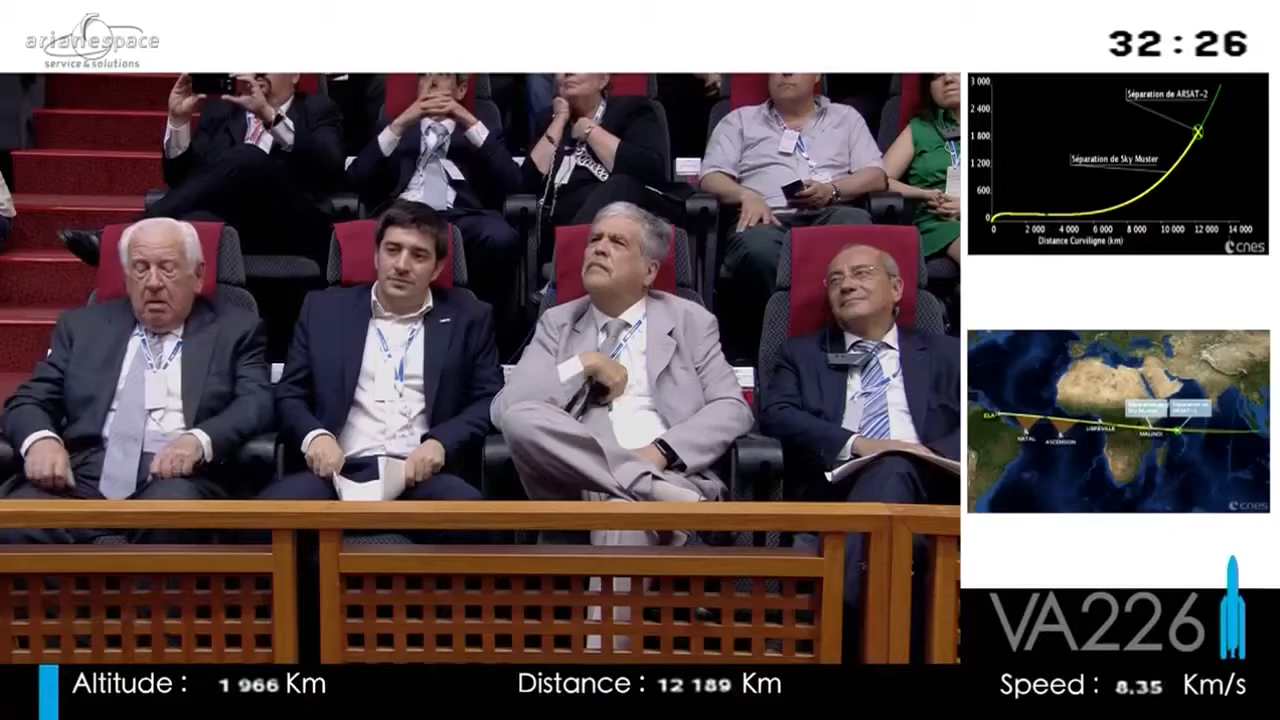 arianespace
service & solutions
32 : 26
3 000
2 400
1 800
1 200
600
0
Séparation de ARSAT-2
Séparation de Sky Muster
2 000
4 000
6 000
8 000
10 000
12 000
14 000
Distance Curviligne (km)
cnes
ELA
NATAL
ASCENSION
LIBREVILLE
MALINDI
cnes
VA226
Altitude : 1 966 Km
Distance : 12 189 Km
Speed : 8.35 Km/s